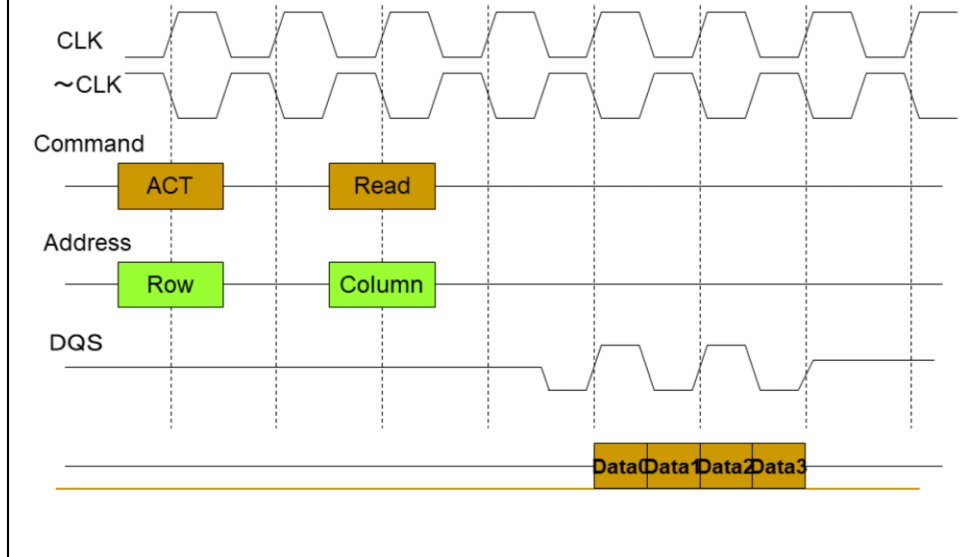 CLK
～CLK
Command
ACT Read
Address
Row Column
DQS
Data0 Data1 Data2 Data3